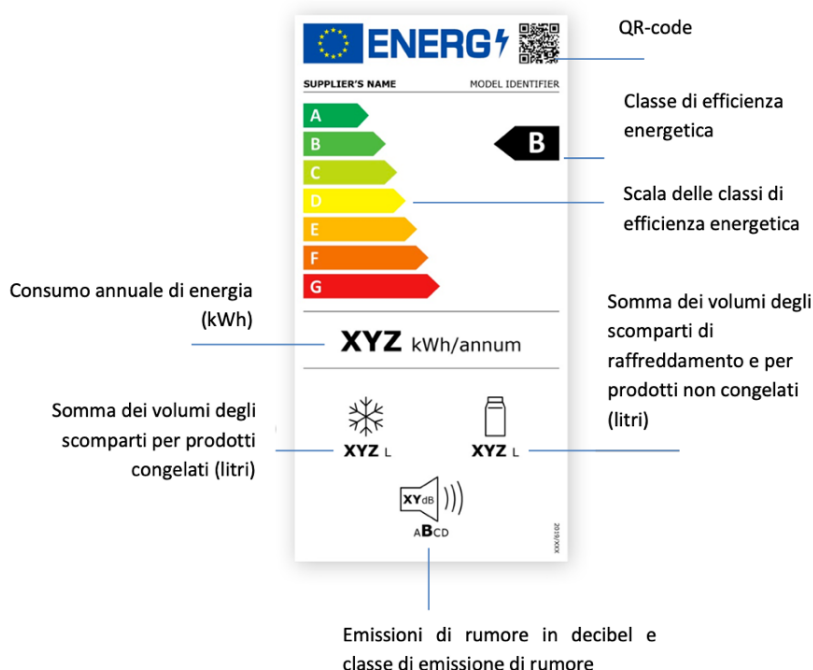 ENERG
QR-code
SUPPLIER'S NAME
MODEL IDENTIFIER
A
B
B
C
D
E
F
G
Classe di efficienza
energetica
Scala delle classi di
efficienza energetica
Consumo annuale di energia
(kWh)
XYZ kWh/annum
Somma dei volumi degli
scomparti di
raffreddamento e per
prodotti non congelati
(litri)
Somma dei volumi degli
scomparti per prodotti
congelati (litri)
XYZ L
XYZ L
XY dB
ABCD
2019/XXX
Emissioni di rumore in decibel e
classe di emissione di rumore